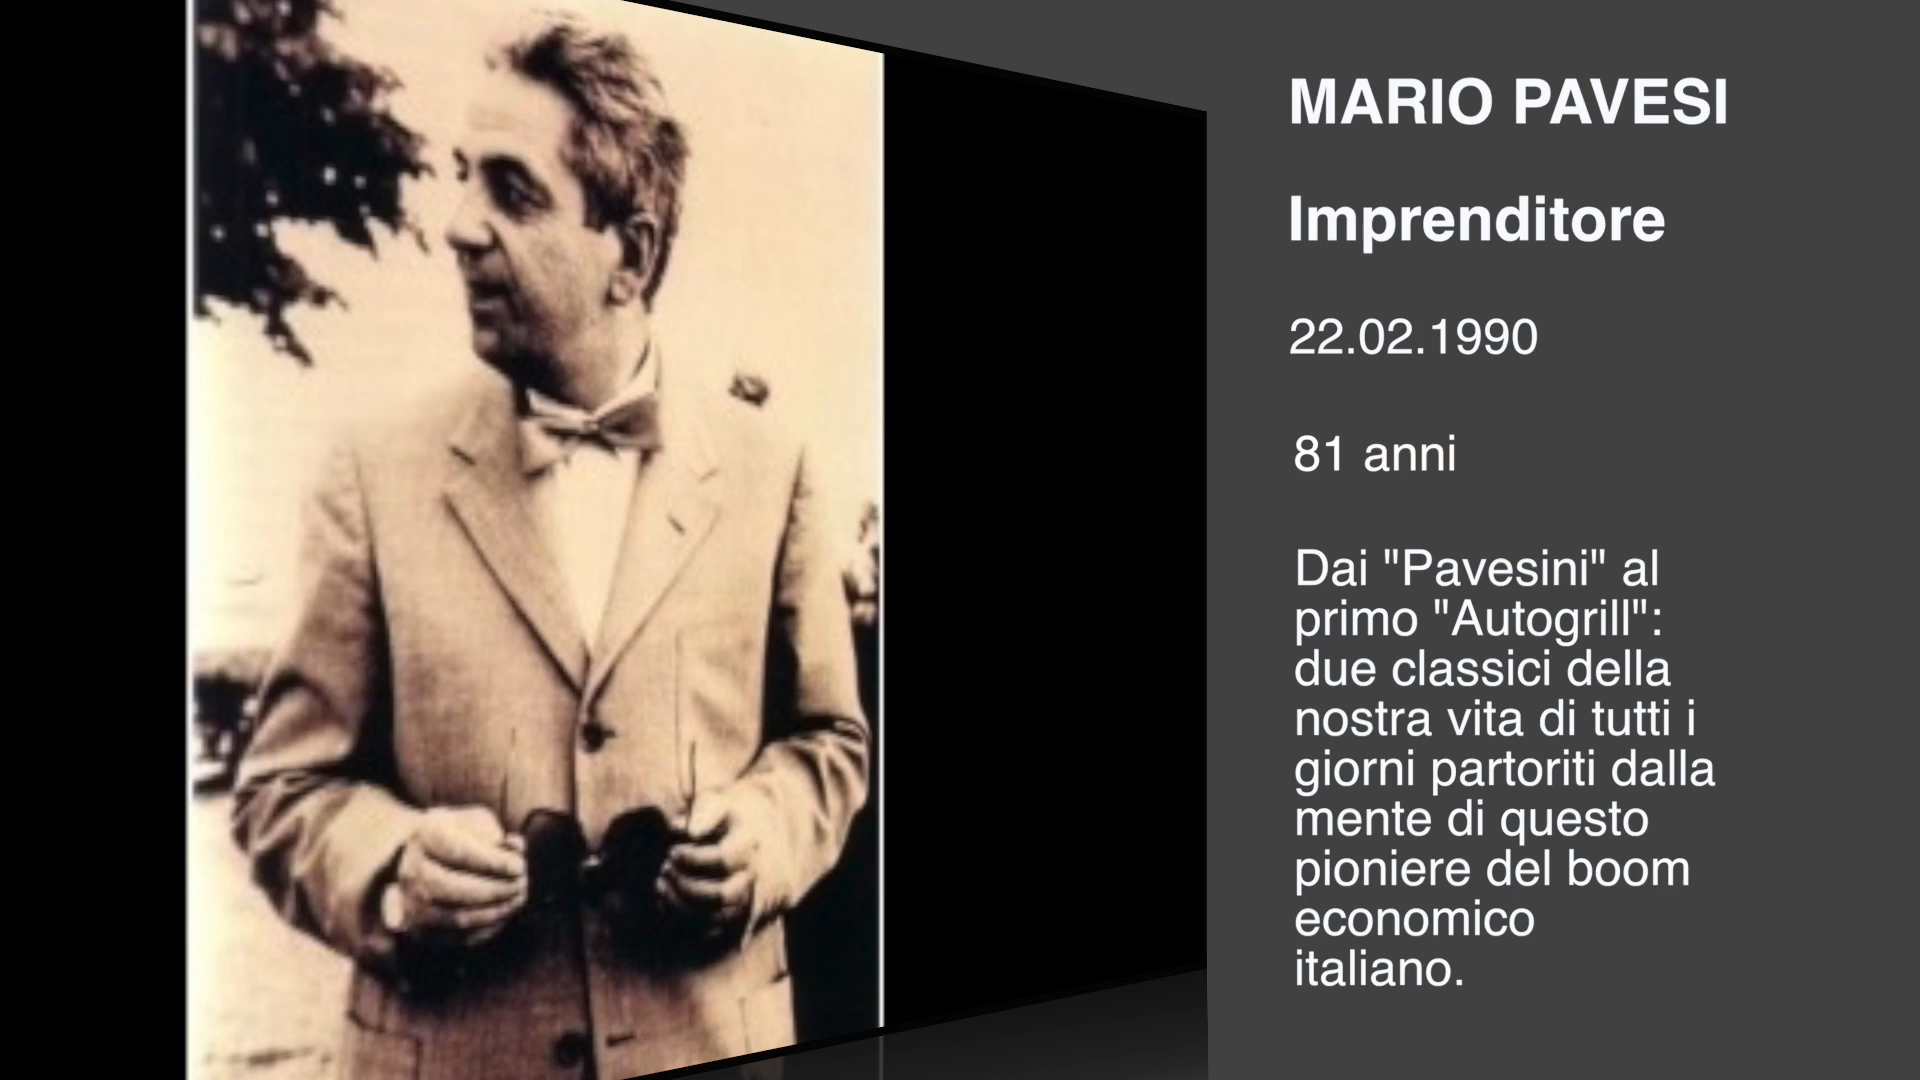 MARIO PAVESI
Imprenditore
22.02.1990
81 anni
Dai "Pavesini" al
primo "Autogrill":
due classici della
nostra vita di tutti i
giorni partoriti dalla
mente di questo
pioniere del boom
economico
italiano.